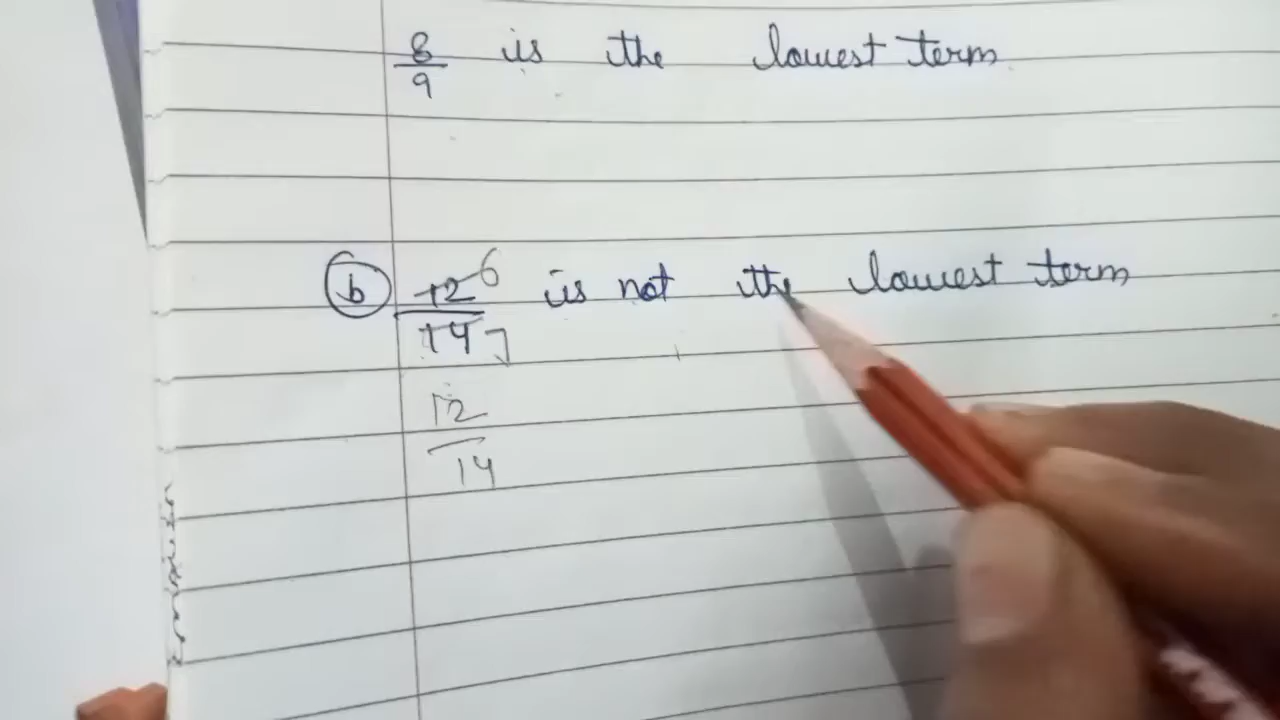 8/9 is the lowest term
b 12/14 6 7 is not the lowest term
12/14